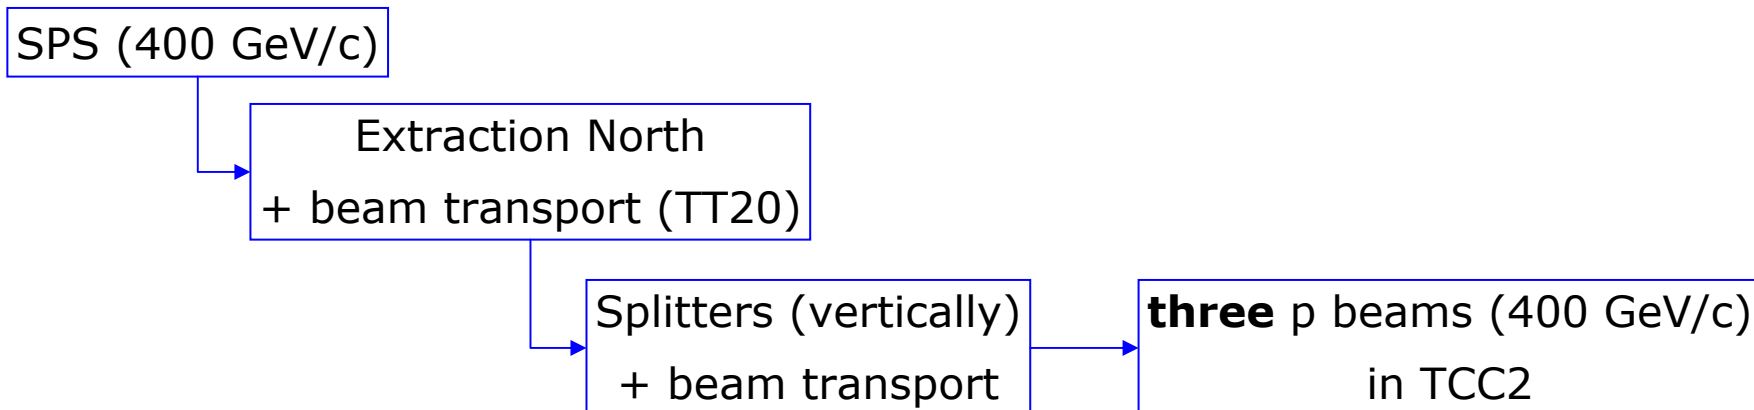 SPS (400 GeV/c)
Extraction North
+ beam transport (TT20)
Splitters (vertically)
+ beam transport
three p beams (400 GeV/c)
in TCC2